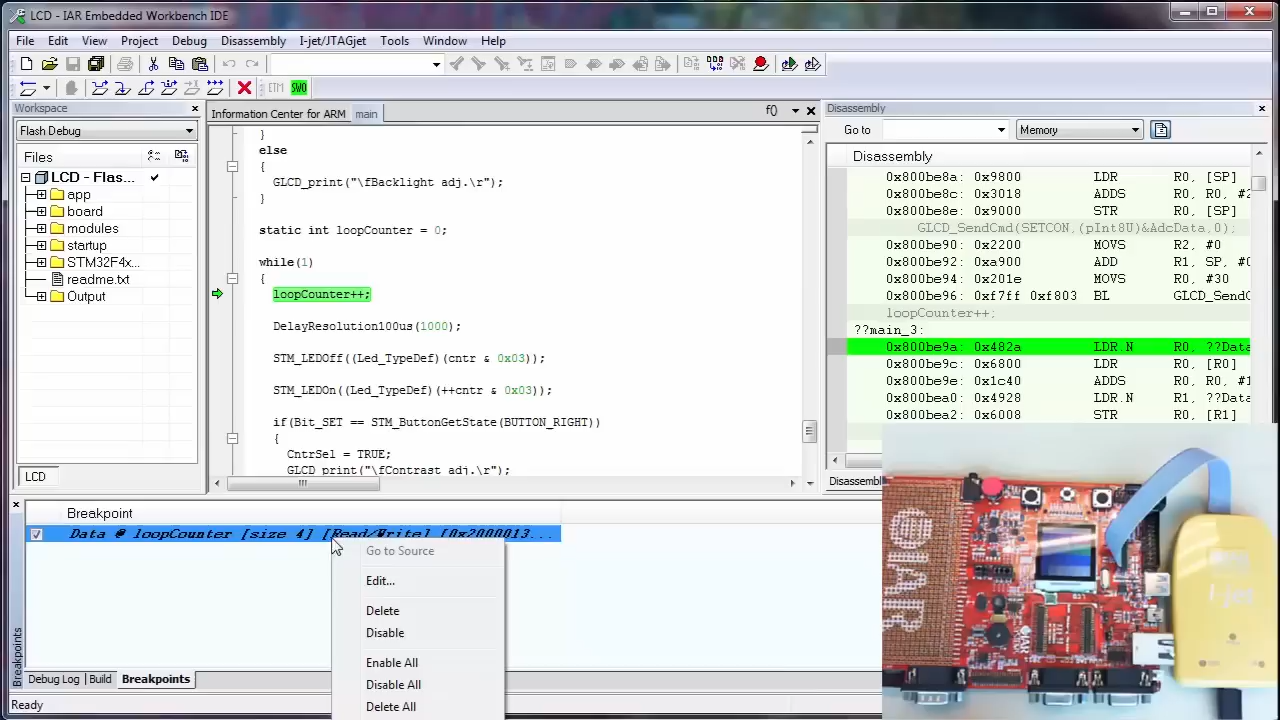 LCD - IAR Embedded Workbench IDE
File Edit View Project Debug Disassembly I-jet/JTAGjet Tools Window Help
ETM SWO
Workspace
Flash Debug
Files
LCD - Flas...
app
board
modules
startup
STM32F4x...
readme.txt
Output
LCD
Information Center for ARM main f()
}
else
{
GLCD_print("\fBacklight adj.\r");
}
static int loopCounter = 0;
while(1)
{
loopCounter++;
DelayResolution100us(1000);
STM_LEDOff((Led_TypeDef)(cntr & 0x03));
STM_LEDOn((Led_TypeDef)(++cntr & 0x03));
if(Bit_SET == STM_ButtonGetState(BUTTON_RIGHT))
{
CntrSel = TRUE;
GLCD_print("\fContrast adj.\r");
Disassembly
Go to Memory
Disassembly
0x800be8a: 0x9800 LDR R0, [SP]
0x800be8c: 0x3018 ADDS R0, R0, #2
0x800be8e: 0x9000 STR R0, [SP]
GLCD_SendCmd(SETCON,(pInt8U)&AdcData,0);
0x800be90: 0x2200 MOVS R2, #0
0x800be92: 0xa900 ADD R1, SP, #0
0x800be94: 0x201e MOVS R0, #30
0x800be96: 0xf7ff 0xf803 BL GLCD_SendC
loopCounter++;
??main_3:
0x800be9a: 0x482a LDR.N R0, ??Data
0x800be9c: 0x6800 LDR R0, [R0]
0x800be9e: 0x1c40 ADDS R0, R0, #1
0x800bea0: 0x4928 LDR.N R1, ??Data
0x800bea2: 0x6008 STR R0, [R1]
Disassembly
Breakpoint
Data @ loopCounter [size 4] [Read/Write] [0x2000013...
Go to Source
Edit...
Delete
Disable
Enable All
Disable All
Delete All
Breakpoints
Debug Log Build Breakpoints
Ready
IAR
i-jet